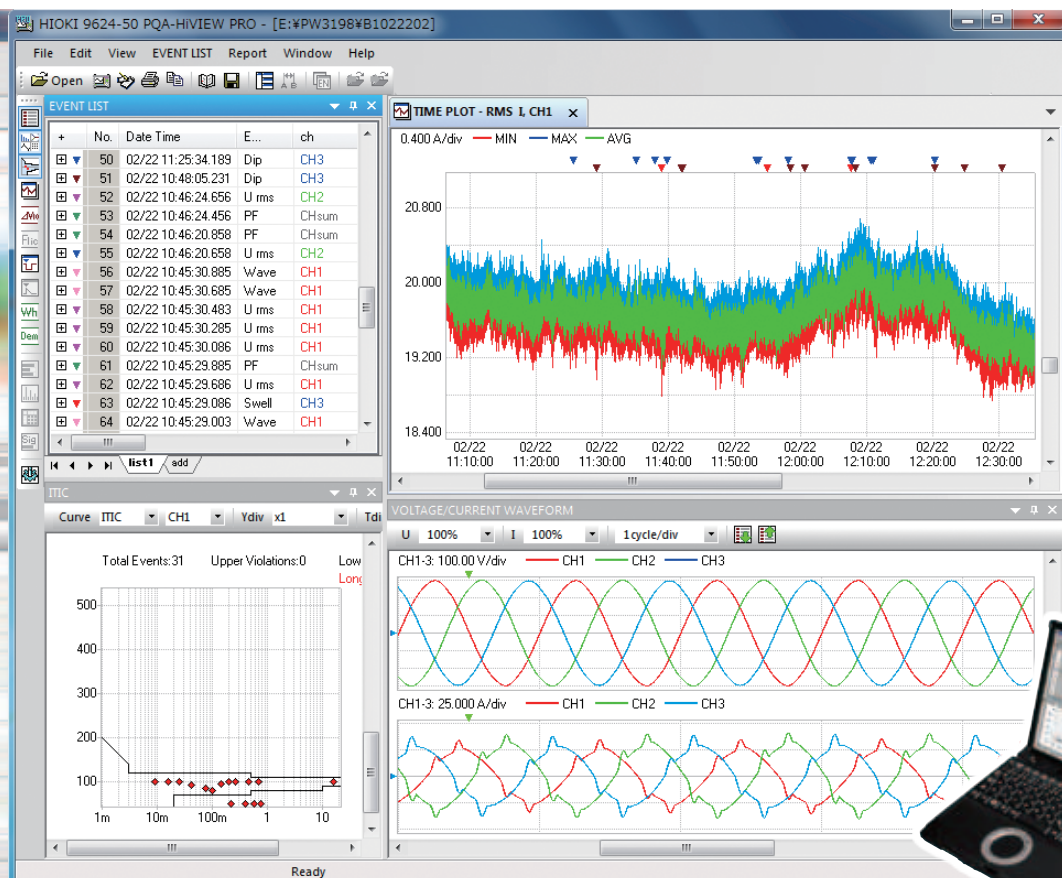 HIOKI 9624-50 PQA-HiVIEW PRO - [E:¥PW3198¥B1022202]
File Edit View EVENT LIST Report Window Help
Open
EVENT LIST
+ No. Date Time E... ch
50 02/22 11:25:34.189 Dip CH3
51 02/22 10:48:05.231 Dip CH3
52 02/22 10:46:24.656 U rms CH2
53 02/22 10:46:24.456 PF CHsum
54 02/22 10:46:20.858 PF CHsum
55 02/22 10:46:20.658 U rms CH2
56 02/22 10:45:30.885 Wave CH1
57 02/22 10:45:30.685 Wave CH1
58 02/22 10:45:30.483 U rms CH1
59 02/22 10:45:30.285 U rms CH1
60 02/22 10:45:30.086 U rms CH1
61 02/22 10:45:29.885 PF CHsum
62 02/22 10:45:29.686 U rms CH1
63 02/22 10:45:29.086 Swell CH3
64 02/22 10:45:29.003 Wave CH1
list1 add
Flic
Wh
Dem
Sig
TIME PLOT - RMS I, CH1
0.400 A/div MIN MAX AVG
20.800
20.000
19.200
18.400
02/22 02/22 02/22 02/22 02/22 02/22 02/22 02/22 02/22
11:10:00 11:20:00 11:30:00 11:40:00 11:50:00 12:00:00 12:10:00 12:20:00 12:30:00
ITIC
Curve ITIC CH1 Ydiv x1 Tdi
Total Events:31 Upper Violations:0 Low
Long
500
400
300
200
100
1m 10m 100m 1 10
VOLTAGE/CURRENT WAVEFORM
U 100% I 100% 1cycle/div
CH1-3: 100.00 V/div CH1 CH2 CH3
CH1-3: 25.000 A/div CH1 CH2 CH3
Ready